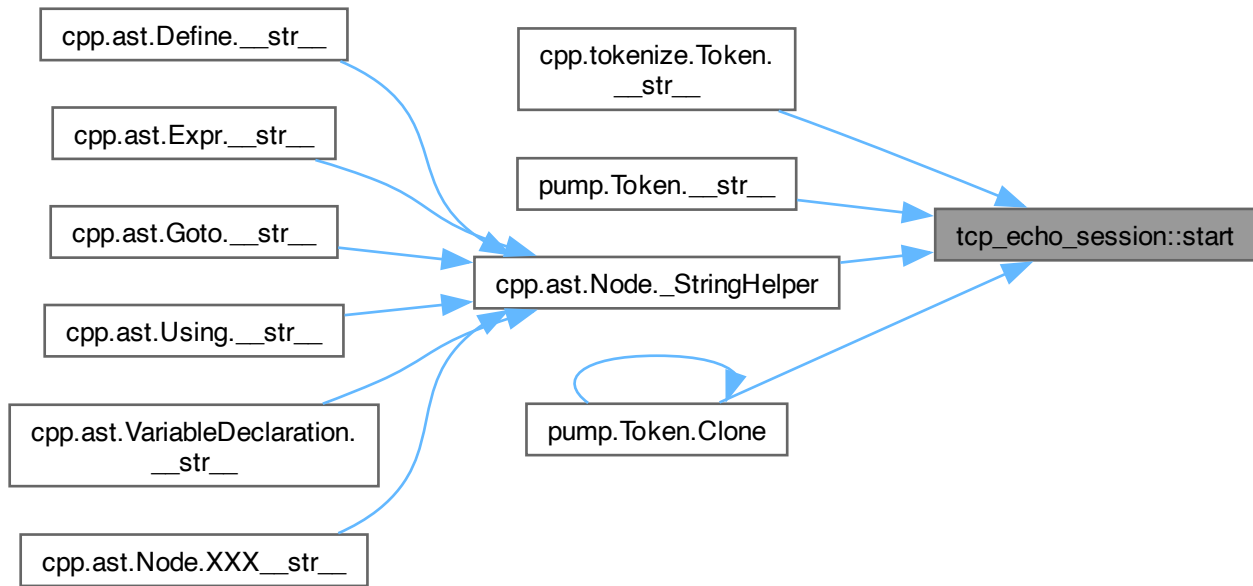 cpp.ast.Define.__str__
cpp.ast.Expr.__str__
cpp.ast.Goto.__str__
cpp.ast.Using.__str__
cpp.ast.VariableDeclaration.
__str__
cpp.ast.Node.XXX__str__
cpp.tokenize.Token.
__str__
pump.Token.__str__
cpp.ast.Node._StringHelper
pump.Token.Clone
tcp_echo_session::start